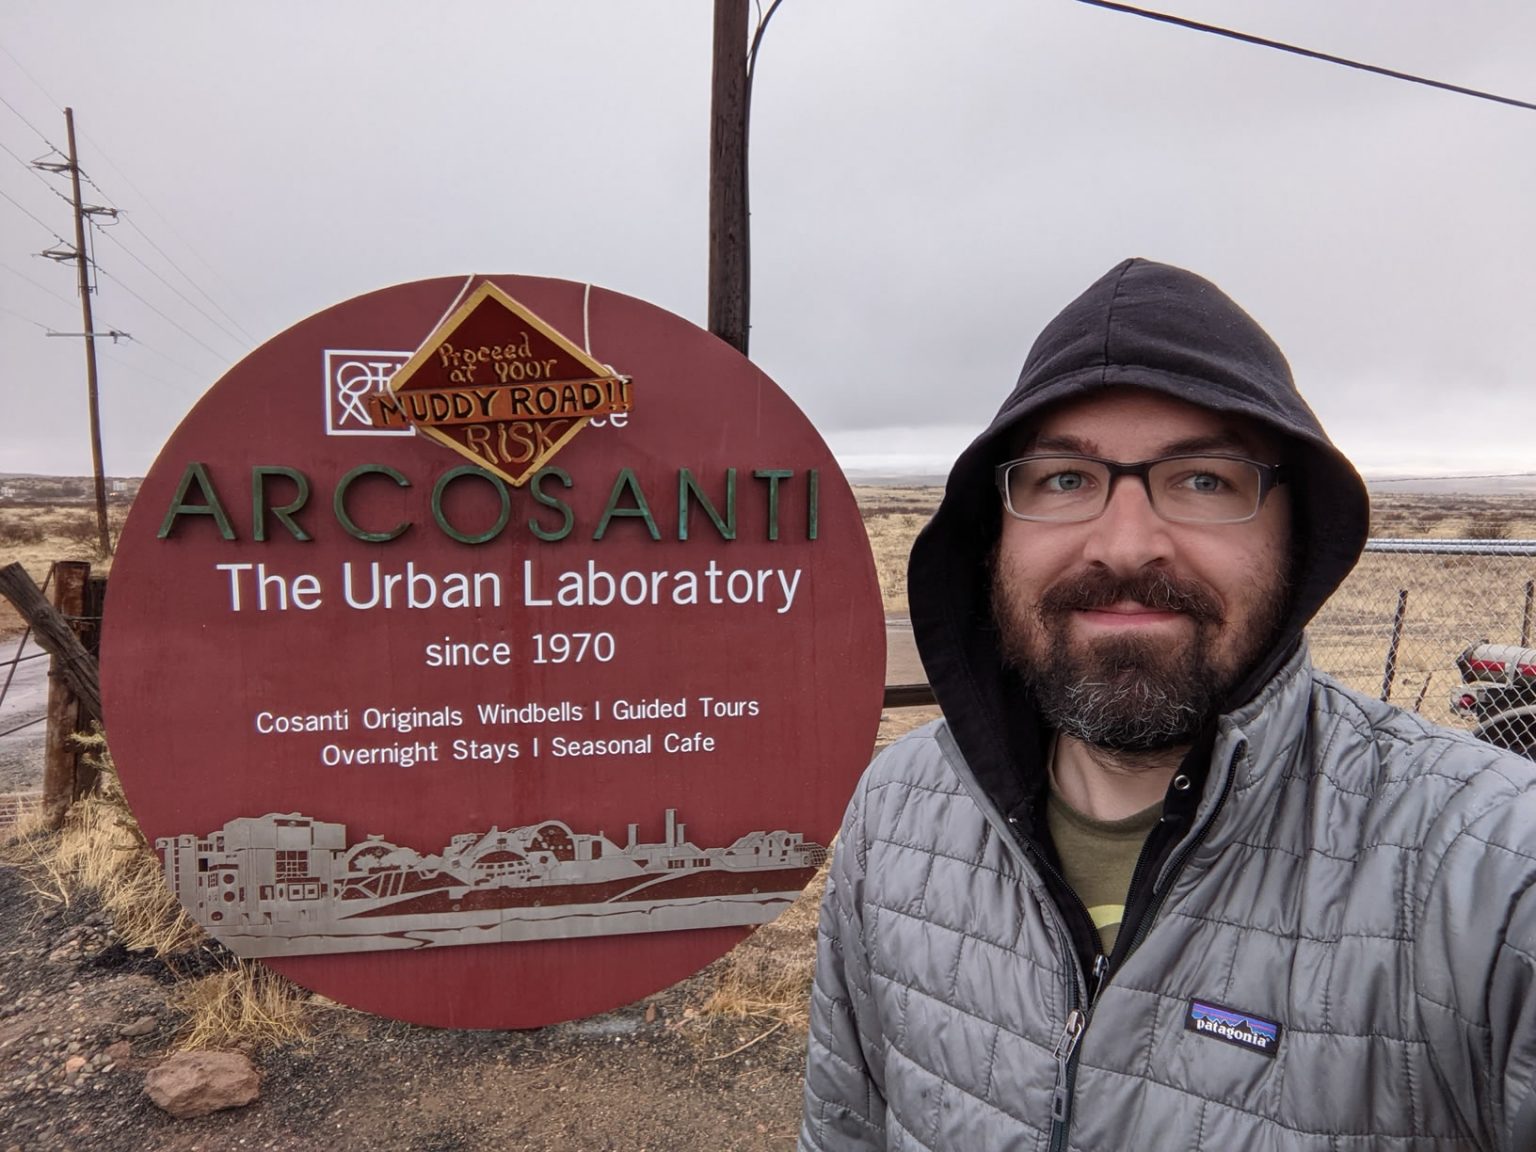 Proceed
at your
MUDDY ROAD!!
RISK
ARCOSANTI
The Urban Laboratory
since 1970
Cosanti Originals Windbells | Guided Tours
Overnight Stays | Seasonal Cafe
patagonia